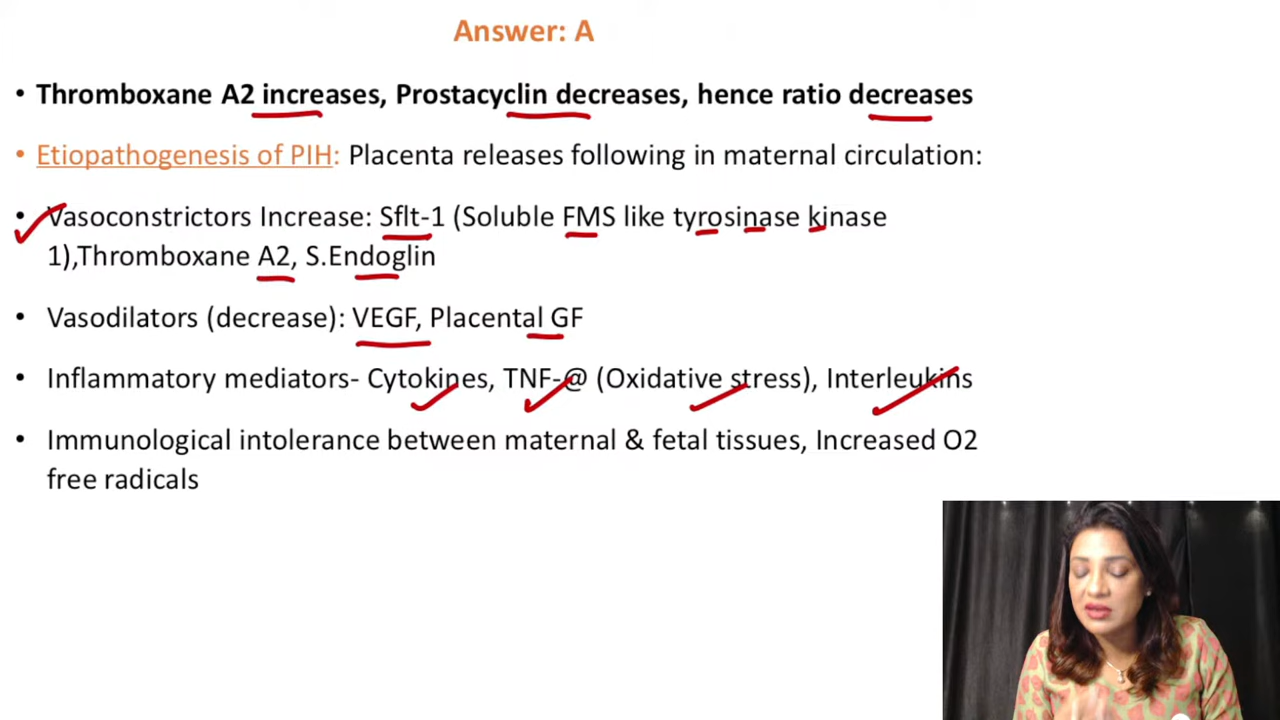 Answer: A
• Thromboxane A2 increases, Prostacyclin decreases, hence ratio decreases
• Etiopathogenesis of PIH: Placenta releases following in maternal circulation:
• Vasoconstrictors Increase: Sflt-1 (Soluble FMS like tyrosinase kinase
1),Thromboxane A2, S.Endoglin
• Vasodilators (decrease): VEGF, Placental GF
• Inflammatory mediators- Cytokines, TNF-@ (Oxidative stress), Interleukins
• Immunological intolerance between maternal & fetal tissues, Increased O2
free radicals